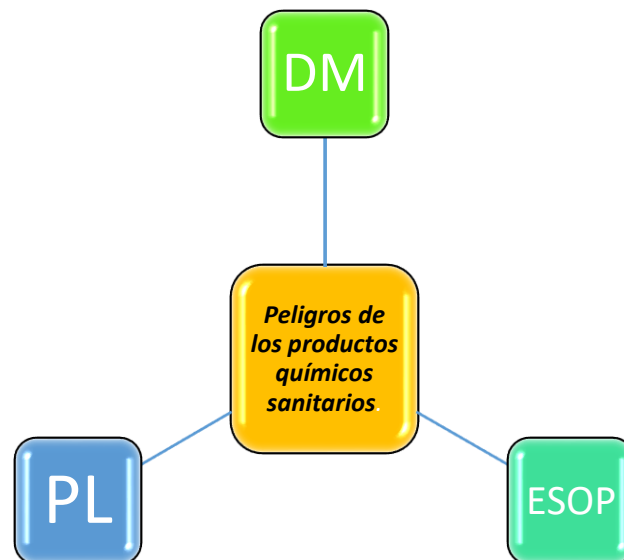 DM
Peligros de
los productos
químicos
sanitarios.
PL
ESOP